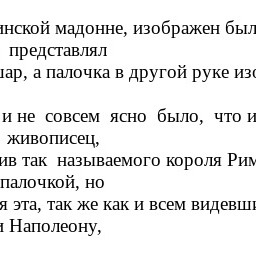 инской мадонне, изображен был
представлял
шар, а палочка в другой руке изо
и не совсем ясно было, что и
живописец,
ив так называемого короля Рим
палочкой, но
я эта, так же как и всем видевши
и Наполеону,